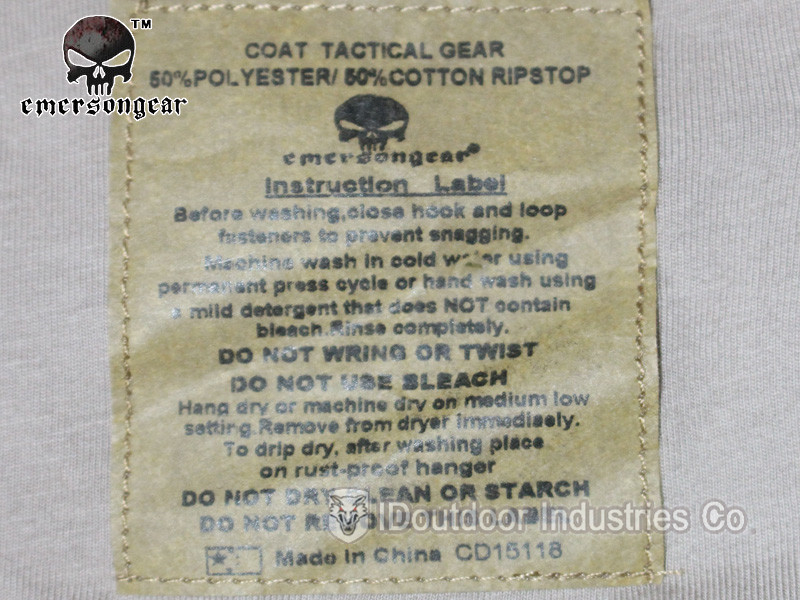 TM
emersongear
COAT TACTICAL GEAR
50%POLYESTER/ 50%COTTON RIPSTOP
emersongear®
Instruction Label
Before washing,close hook and loop
fasteners to prevent snagging.
Machine wash in cold water using
permanent press cycle or hand wash using
a mild detergent that does NOT contain
bleach.Rinse completely.
DO NOT WRING OR TWIST
DO NOT USE BLEACH
Hang dry or machine dry on medium low
setting.Remove from dryer immediately.
To drip dry, after washing place
on rust-proof hanger
DO NOT DRY CLEAN OR STARCH
DO NOT
IDoutdoor Industries Co
Made in China CD15118